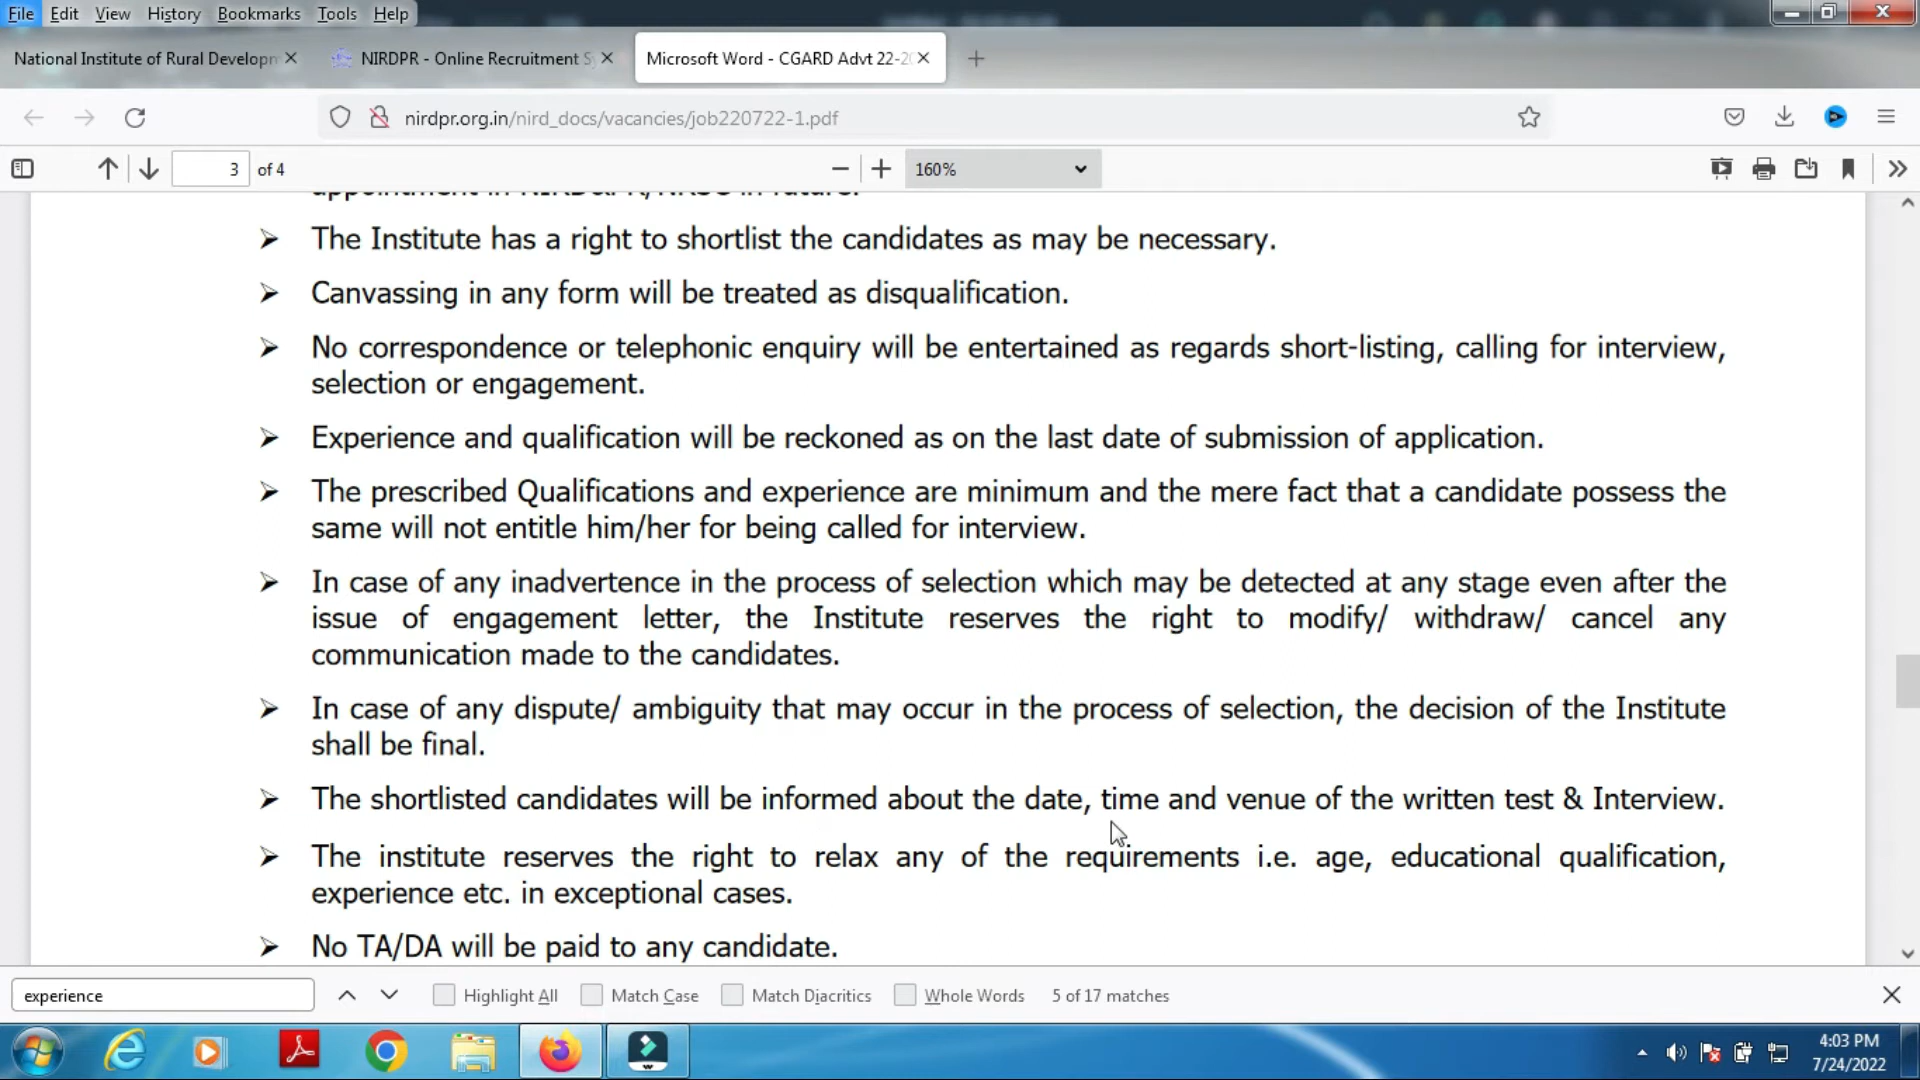 File Edit View History Bookmarks Tools Help
National Institute of Rural Developm NIRDPR - Online Recruitment Sy Microsoft Word - CGARD Advt 22-20
nirdpr.org.in/nird_docs/vacancies/job220722-1.pdf
3 of 4 160%
The Institute has a right to shortlist the candidates as may be necessary.
Canvassing in any form will be treated as disqualification.
No correspondence or telephonic enquiry will be entertained as regards short-listing, calling for interview,
selection or engagement.
Experience and qualification will be reckoned as on the last date of submission of application.
The prescribed Qualifications and experience are minimum and the mere fact that a candidate possess the
same will not entitle him/her for being called for interview.
In case of any inadvertence in the process of selection which may be detected at any stage even after the
issue of engagement letter, the Institute reserves the right to modify/ withdraw/ cancel any
communication made to the candidates.
In case of any dispute/ ambiguity that may occur in the process of selection, the decision of the Institute
shall be final.
The shortlisted candidates will be informed about the date, time and venue of the written test & Interview.
The institute reserves the right to relax any of the requirements i.e. age, educational qualification,
experience etc. in exceptional cases.
No TA/DA will be paid to any candidate.
experience Highlight All Match Case Match Diacritics Whole Words 5 of 17 matches
4:03 PM
7/24/2022